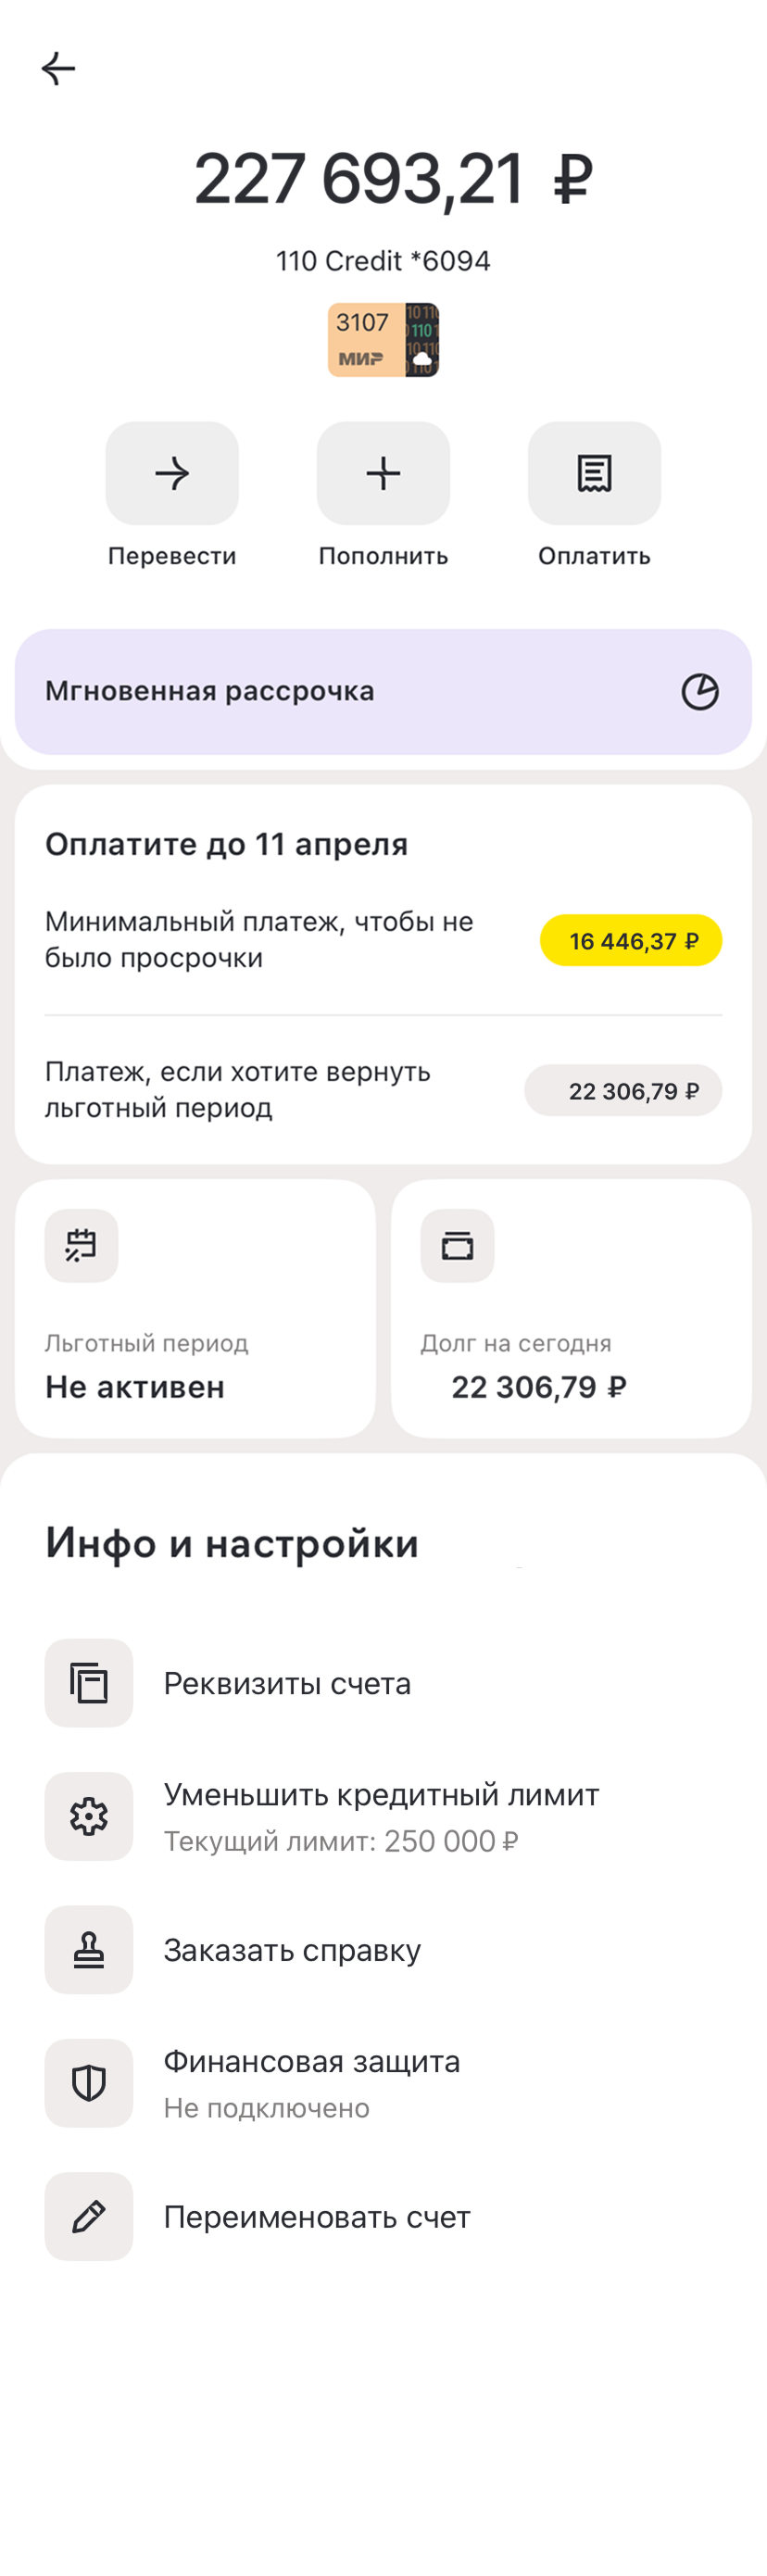 227 693,21 ₽
110 Credit *6094
3107
МИР
110
Перевести
Пополнить
Оплатить
Мгновенная рассрочка
Оплатите до 11 апреля
Минимальный платеж, чтобы не
было просрочки
16 446,37 ₽
Платеж, если хотите вернуть
льготный период
22 306,79 ₽
Льготный период
Не активен
Долг на сегодня
22 306,79 ₽
Инфо и настройки
Реквизиты счета
Уменьшить кредитный лимит
Текущий лимит: 250 000 ₽
Заказать справку
Финансовая защита
Не подключено
Переименовать счет